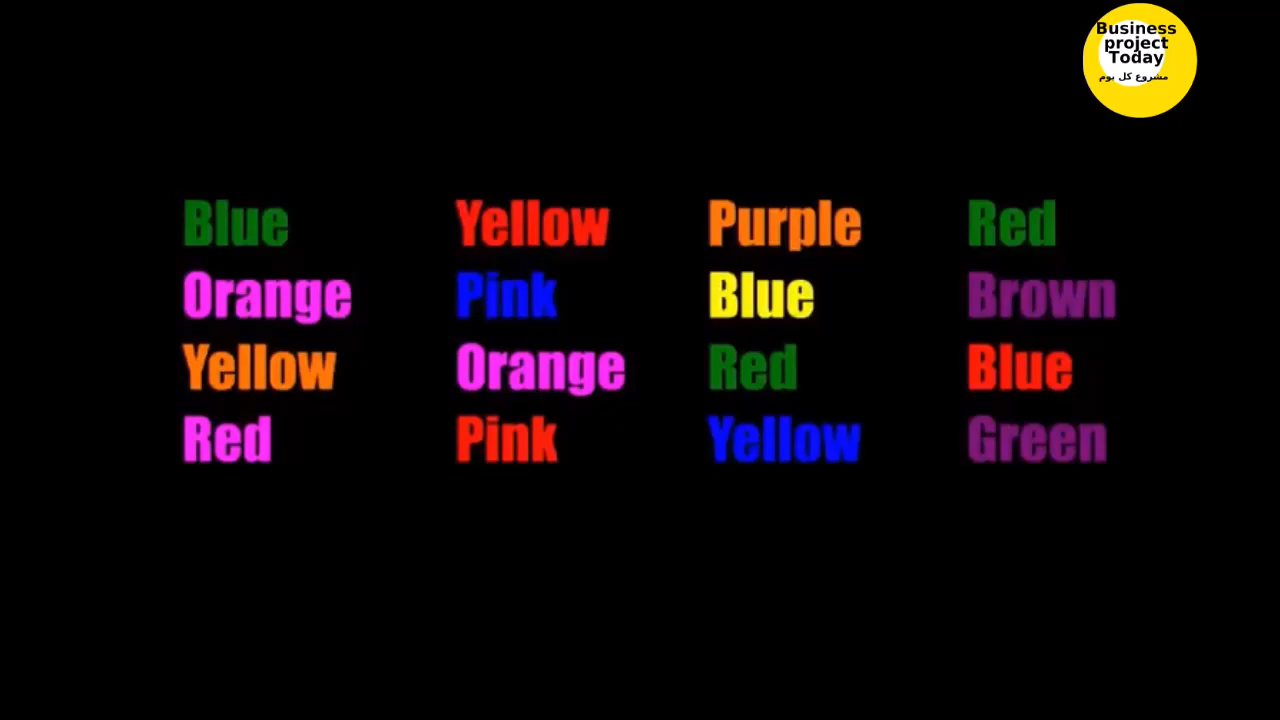 Business
project
Today
مشروع كل يوم
Blue Yellow Purple Red
Orange Pink Blue Brown
Yellow Orange Red Blue
Red Pink Yellow Green